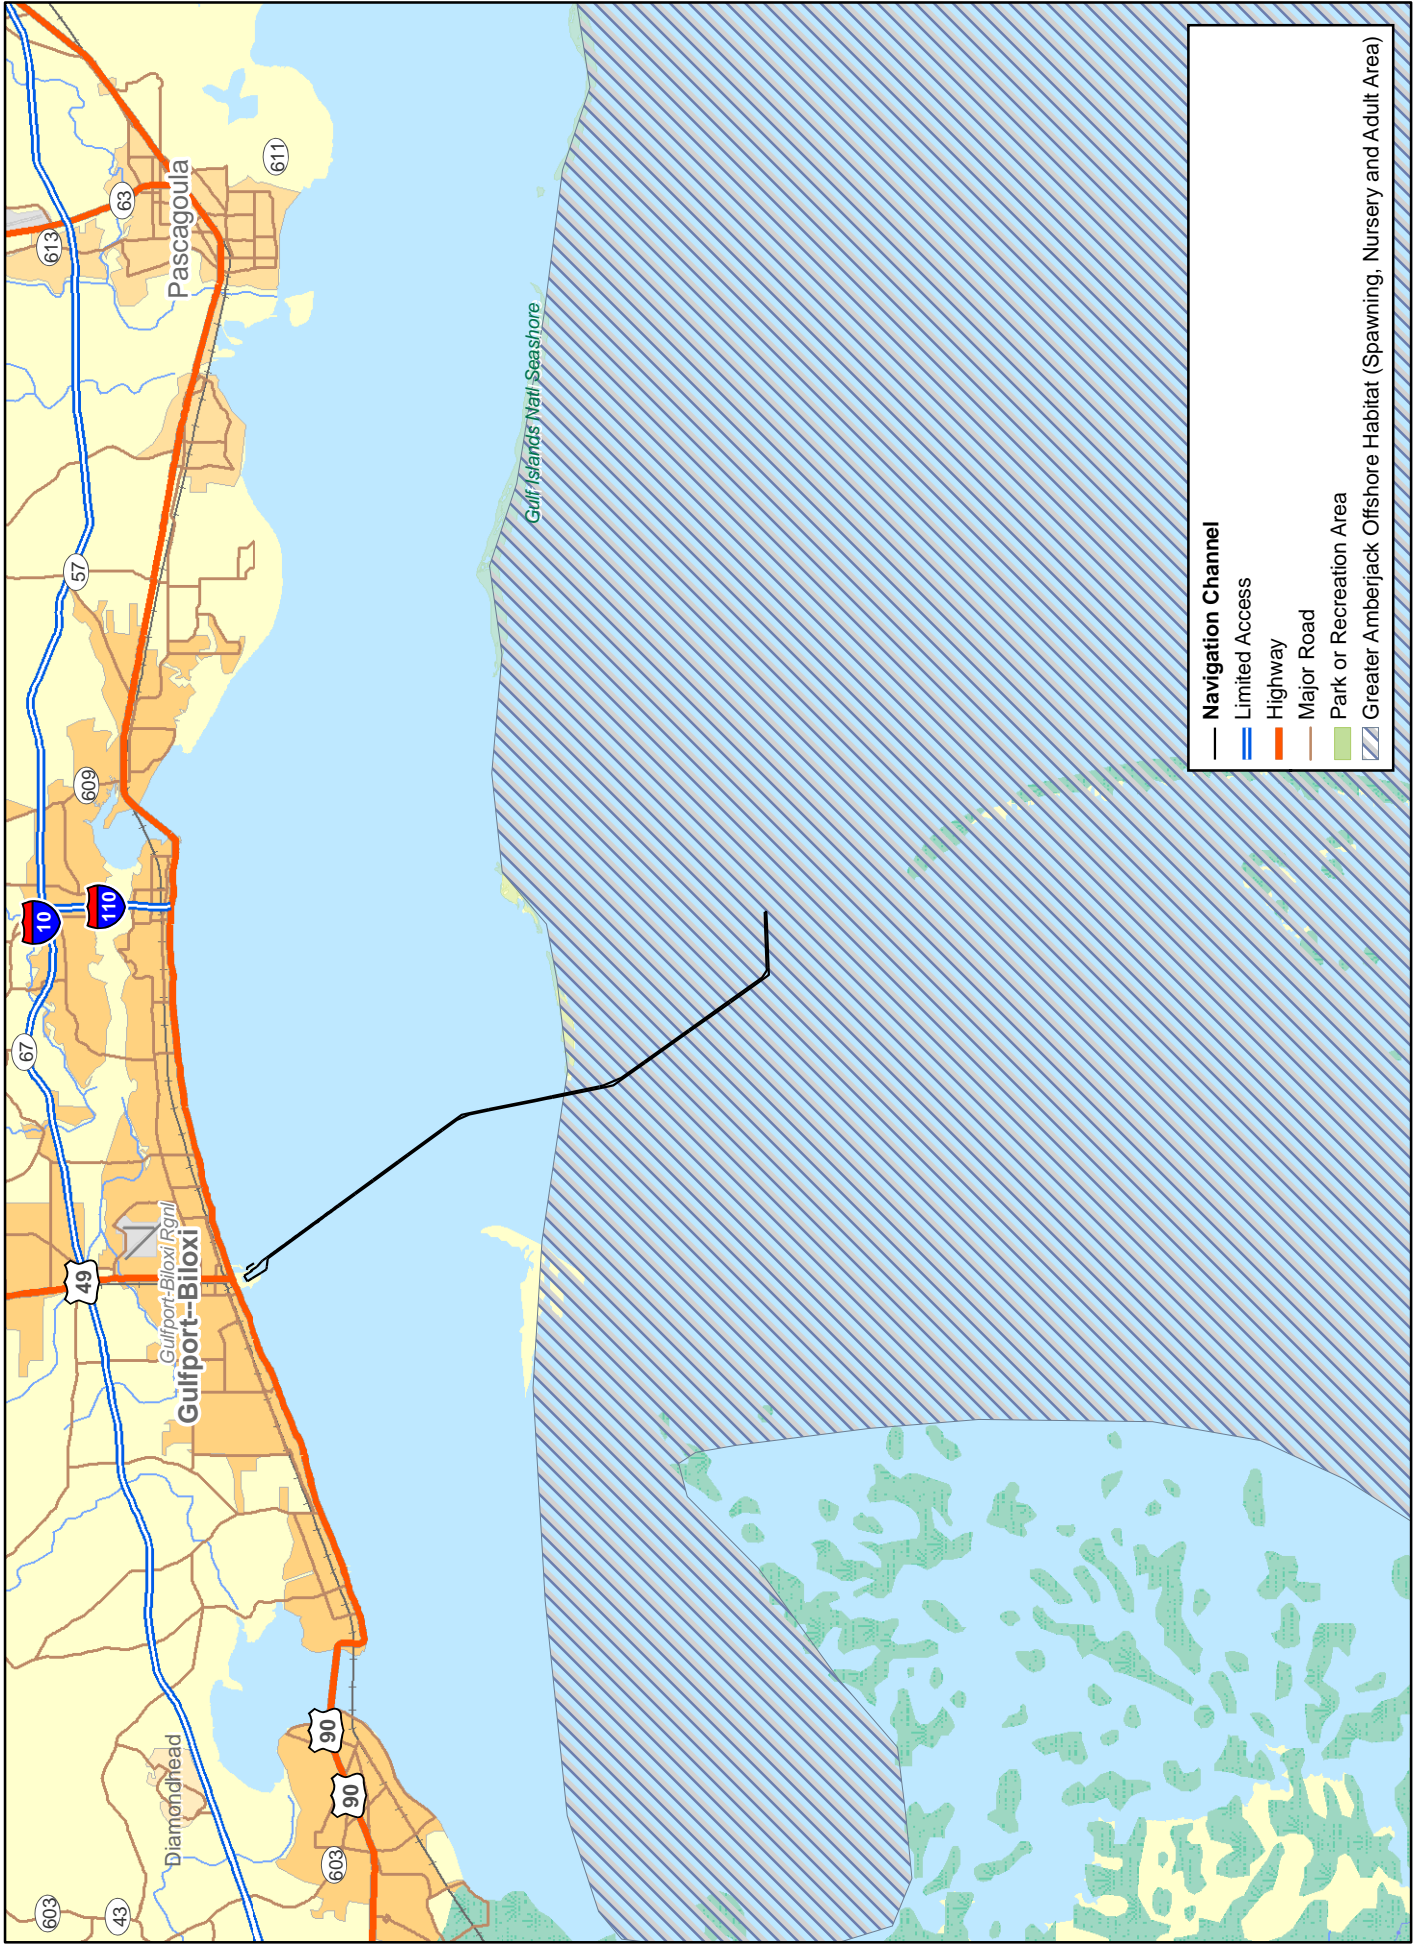 603
43
Diamondhead
603
90
90
49
Gulfport-Biloxi Rgnl
Gulfport--Biloxi
67
10
110
609
57
Gulf Islands Natl Seashore
613
63
Pascagoula
611
Navigation Channel
Limited Access
Highway
Major Road
Park or Recreation Area
Greater Amberjack Offshore Habitat (Spawning, Nursery and Adult Area)